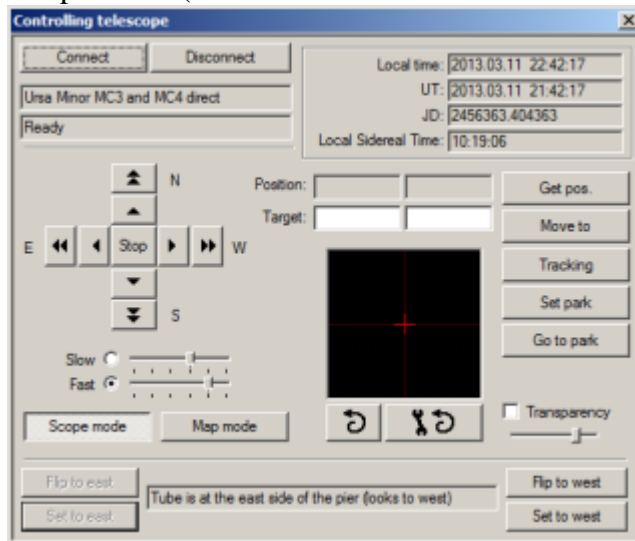 Controlling telescope
Connect Disconnect
Local time: 2013.03.11 22:42:17
UT: 2013.03.11 21:42:17
Ursa Minor MC3 and MC4 direct
JD: 2456363.404363
Ready
Local Sidereal Time: 10:19:06
N
Position:
Get pos.
Target:
Move to
E Stop W
Tracking
Set park
S
Go to park
Slow
Fast
Scope mode Map mode
Transparency
Flip to east
Flip to west
Tube is at the east side of the pier (looks to west)
Set to east
Set to west